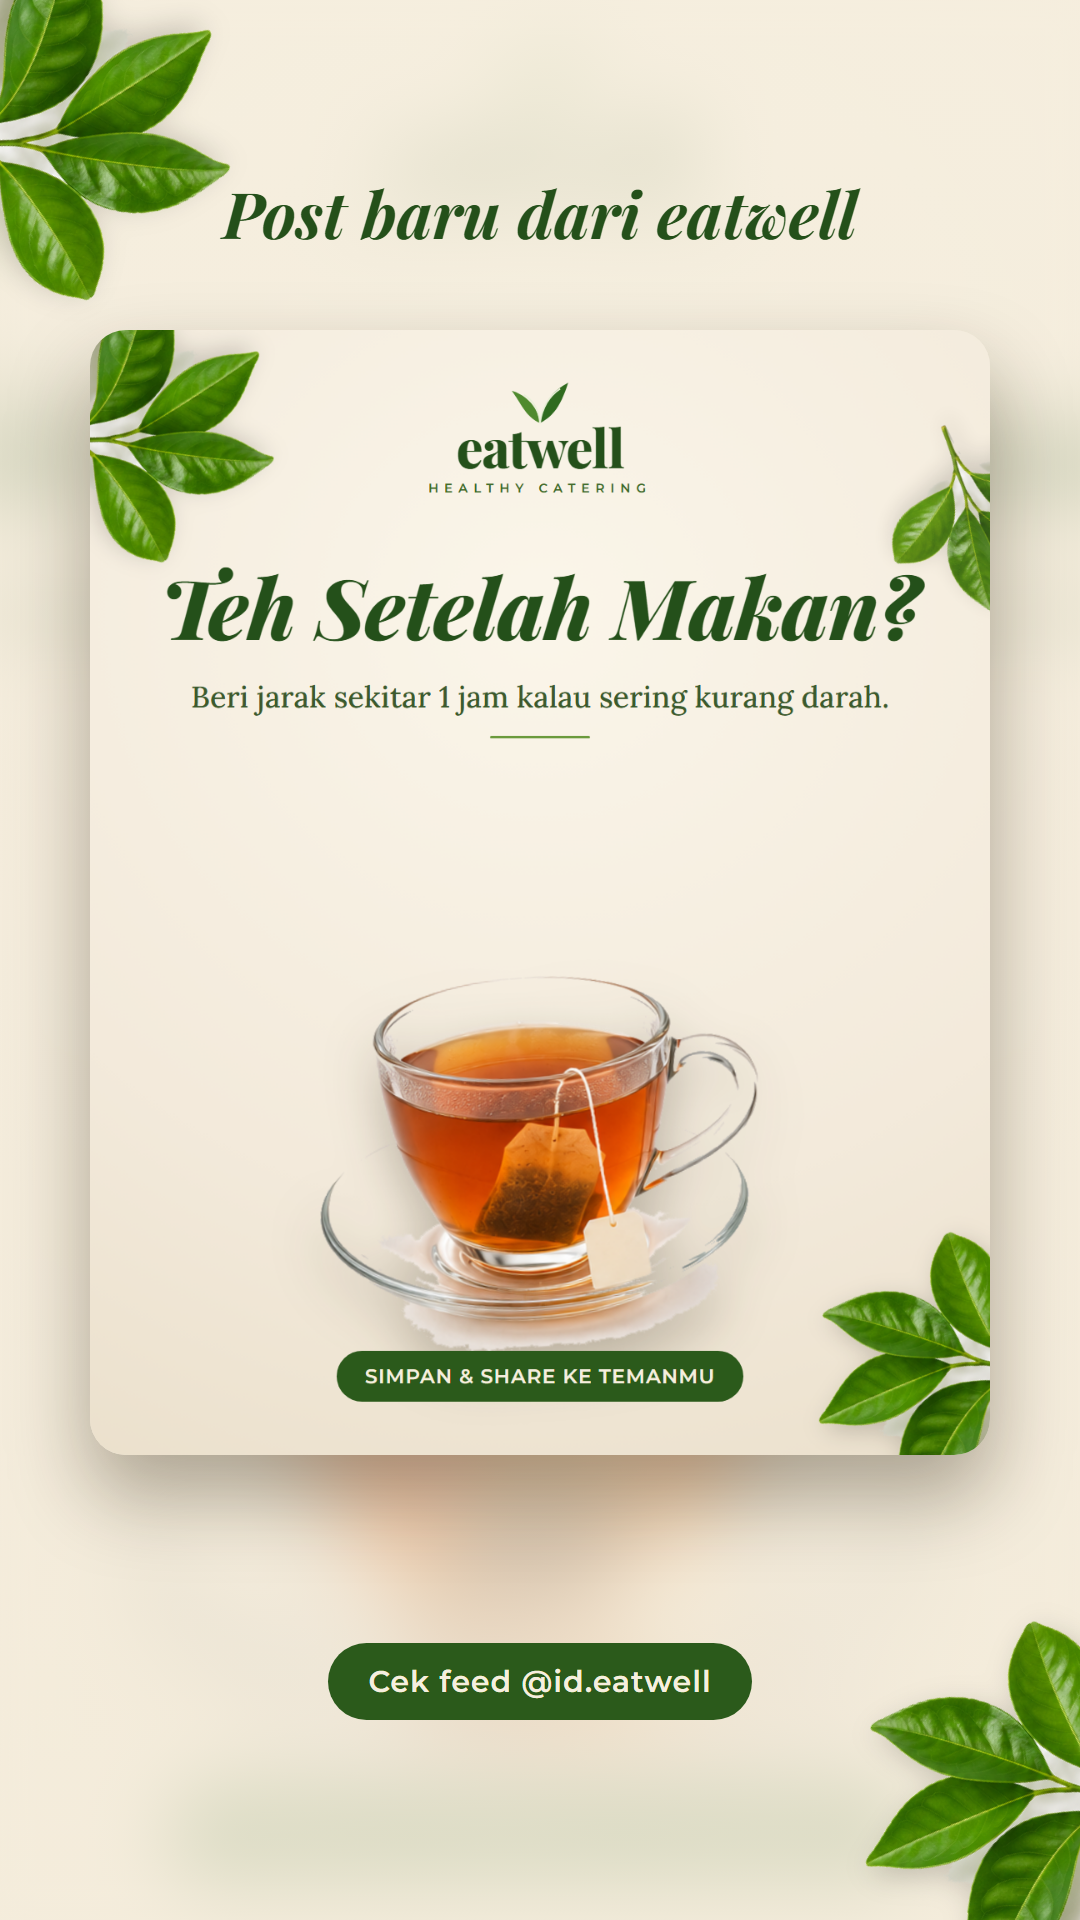 Post baru dari eatwell
eatwell
HEALTHY CATERING
Teh Setelah Makan?
Beri jarak sekitar 1 jam kalau sering kurang darah.
SIMPAN & SHARE KE TEMANMU
Cek feed @id.eatwell